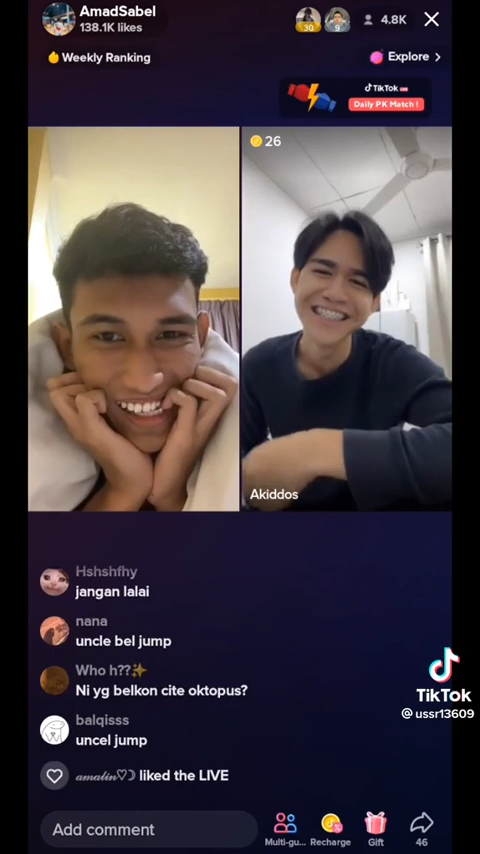 AmadSabel
138.1K likes
30
9
4.8K
Weekly Ranking
Explore
TikTok LIVE
Daily PK Match !
26
Akiddos
Hshshfhy
jangan lalai
nana
uncle bel jump
Who h??✨
Ni yg belkon cite oktopus?
balqisss
uncel jump
𝒶𝓂𝒶𝓁𝒾𝓃♡☽ liked the LIVE
TikTok
@ussr13609
Add comment
Multi-gu...
Recharge
Gift
46